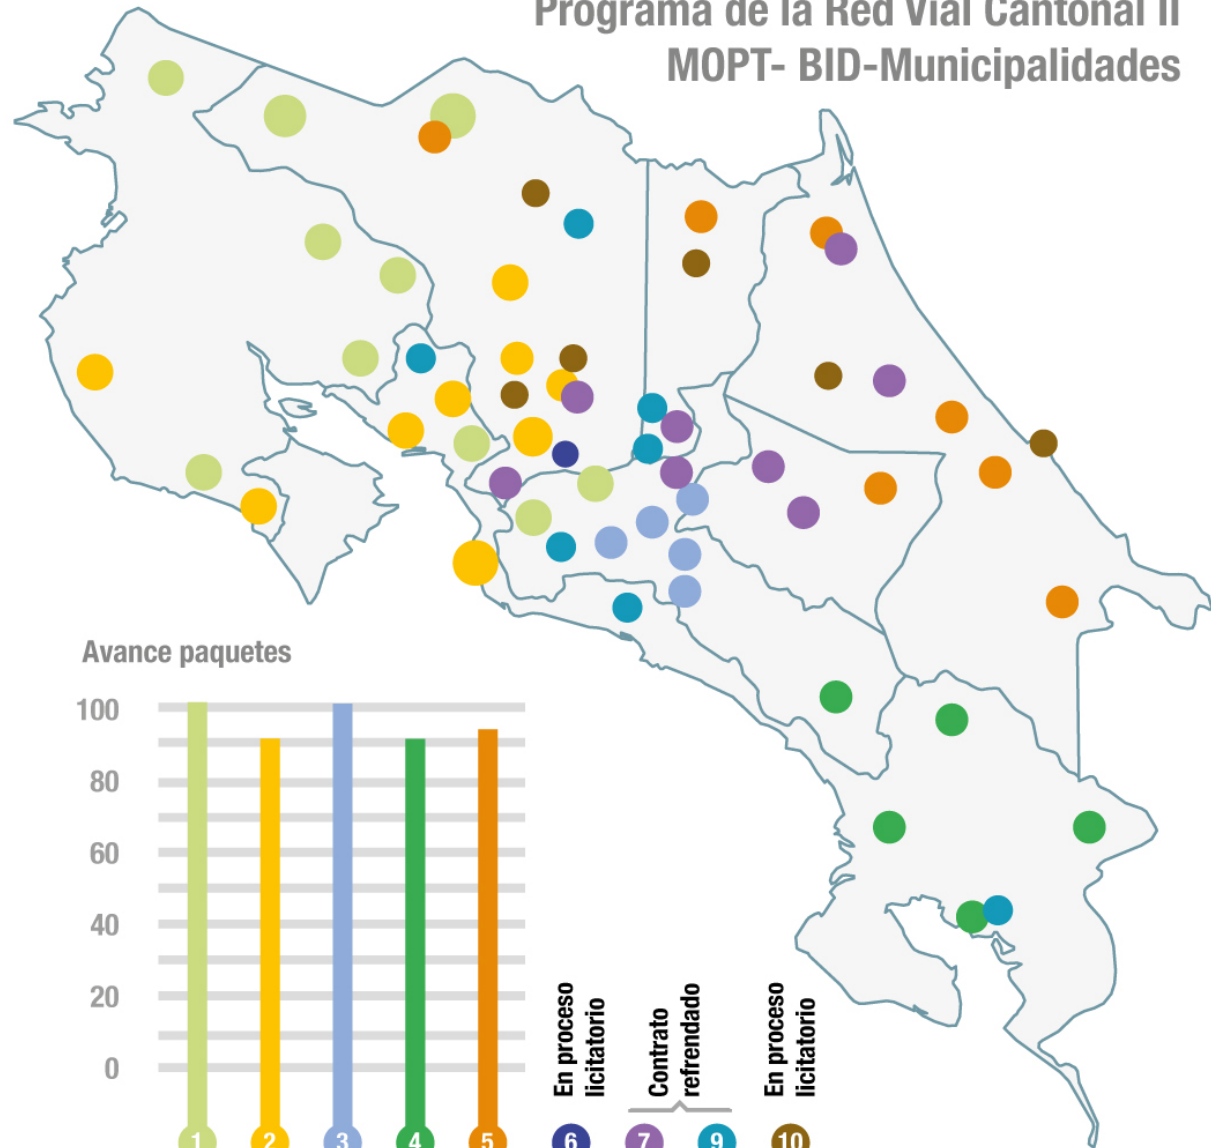 Programa de la Red Vial Cantonal II
MOPT- BID-Municipalidades
Avance paquetes
100
80
60
40
20
0
En proceso
licitatorio
Contrato
refrendado
En proceso
licitatorio
1 2 3 4 5 6 7 9 10